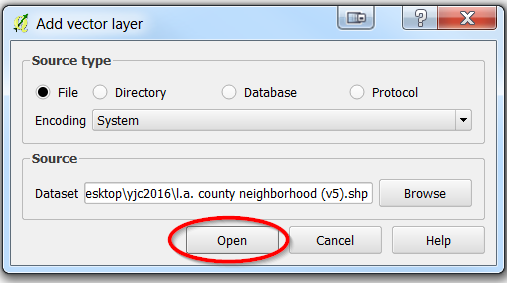 Add vector layer
Source type
File Directory Database Protocol
Encoding System
Source
Dataset esktop\yjc2016\l.a. county neighborhood (v5).shp Browse
Open Cancel Help